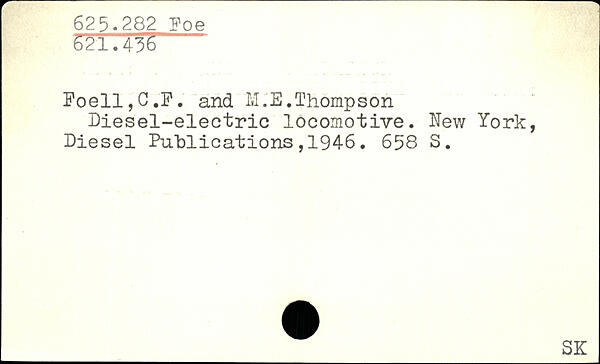 625.282 Foe
621.436
Foell,C.F. and M.E.Thompson
Diesel-electric locomotive. New York,
Diesel Publications,1946. 658 S.
SK